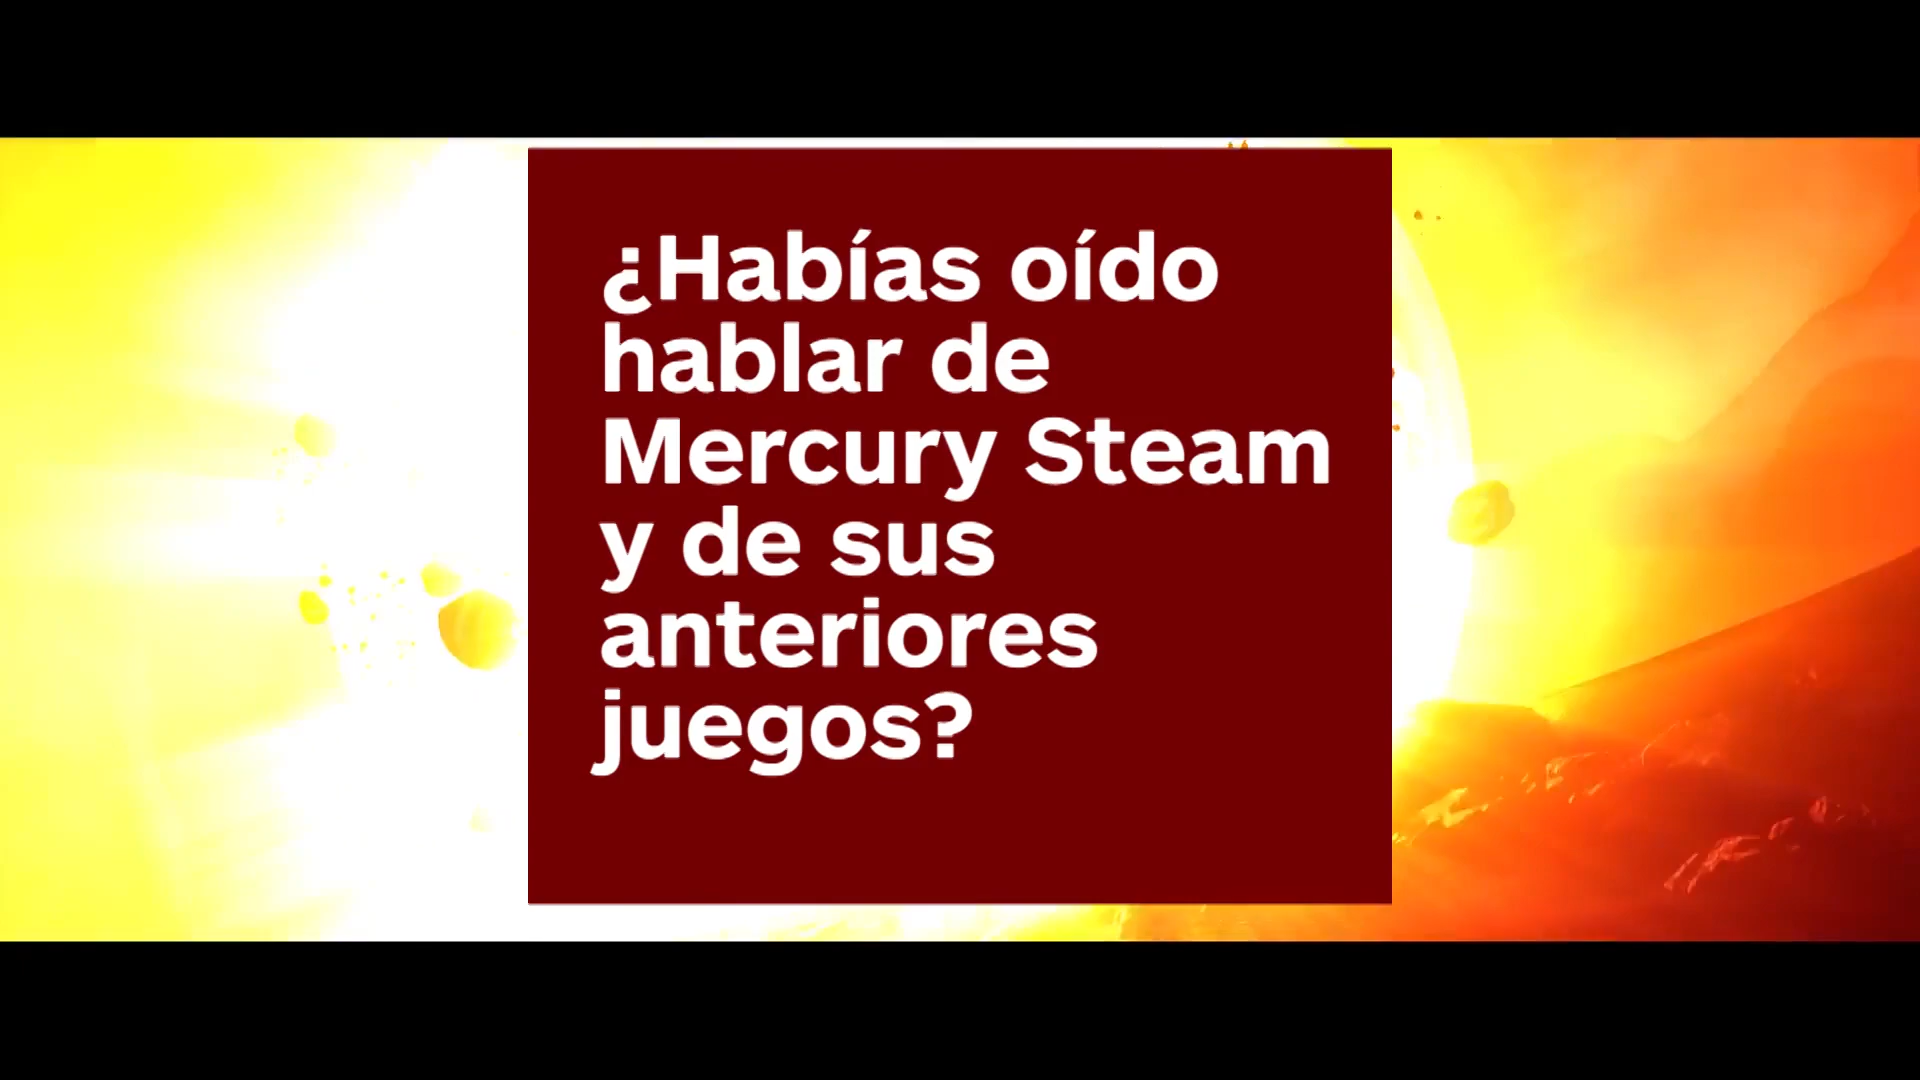 ¿Habías oído
hablar de
Mercury Steam
y de sus
anteriores
juegos?